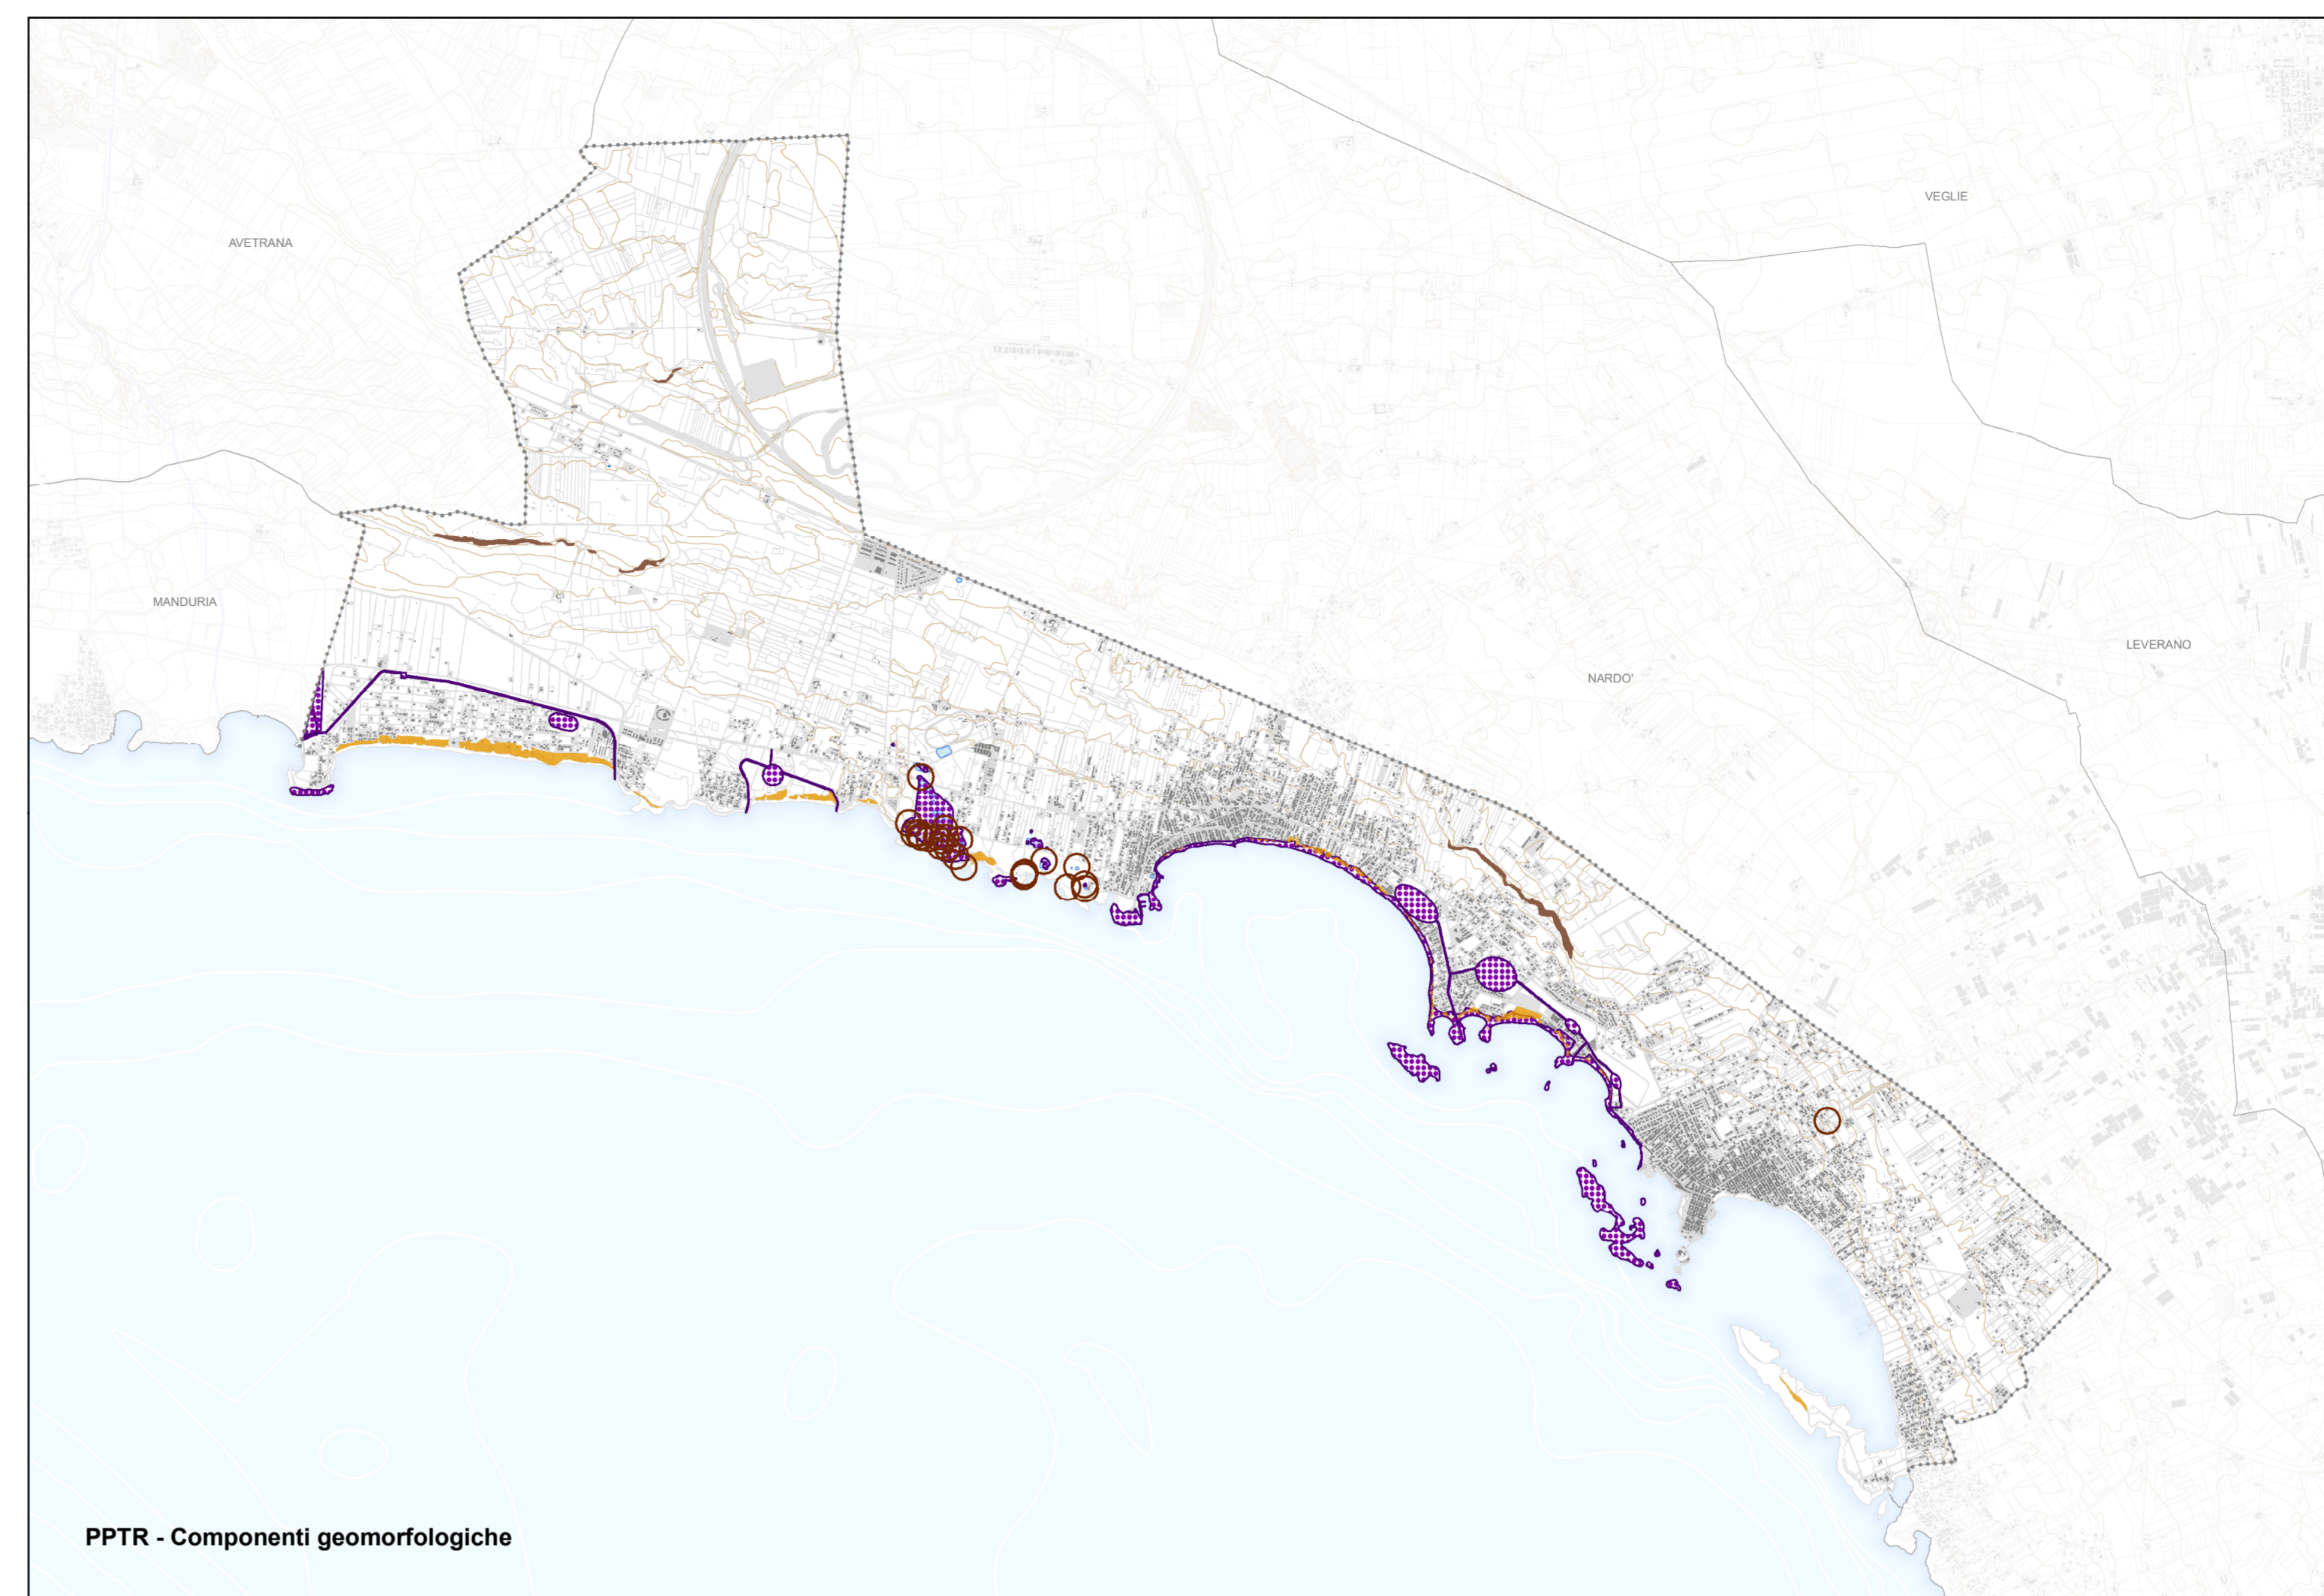 VEGLIE
AVETRANA
MANDURIA
LEVERANO
NARDO'
PPTR - Componenti geomorfologiche